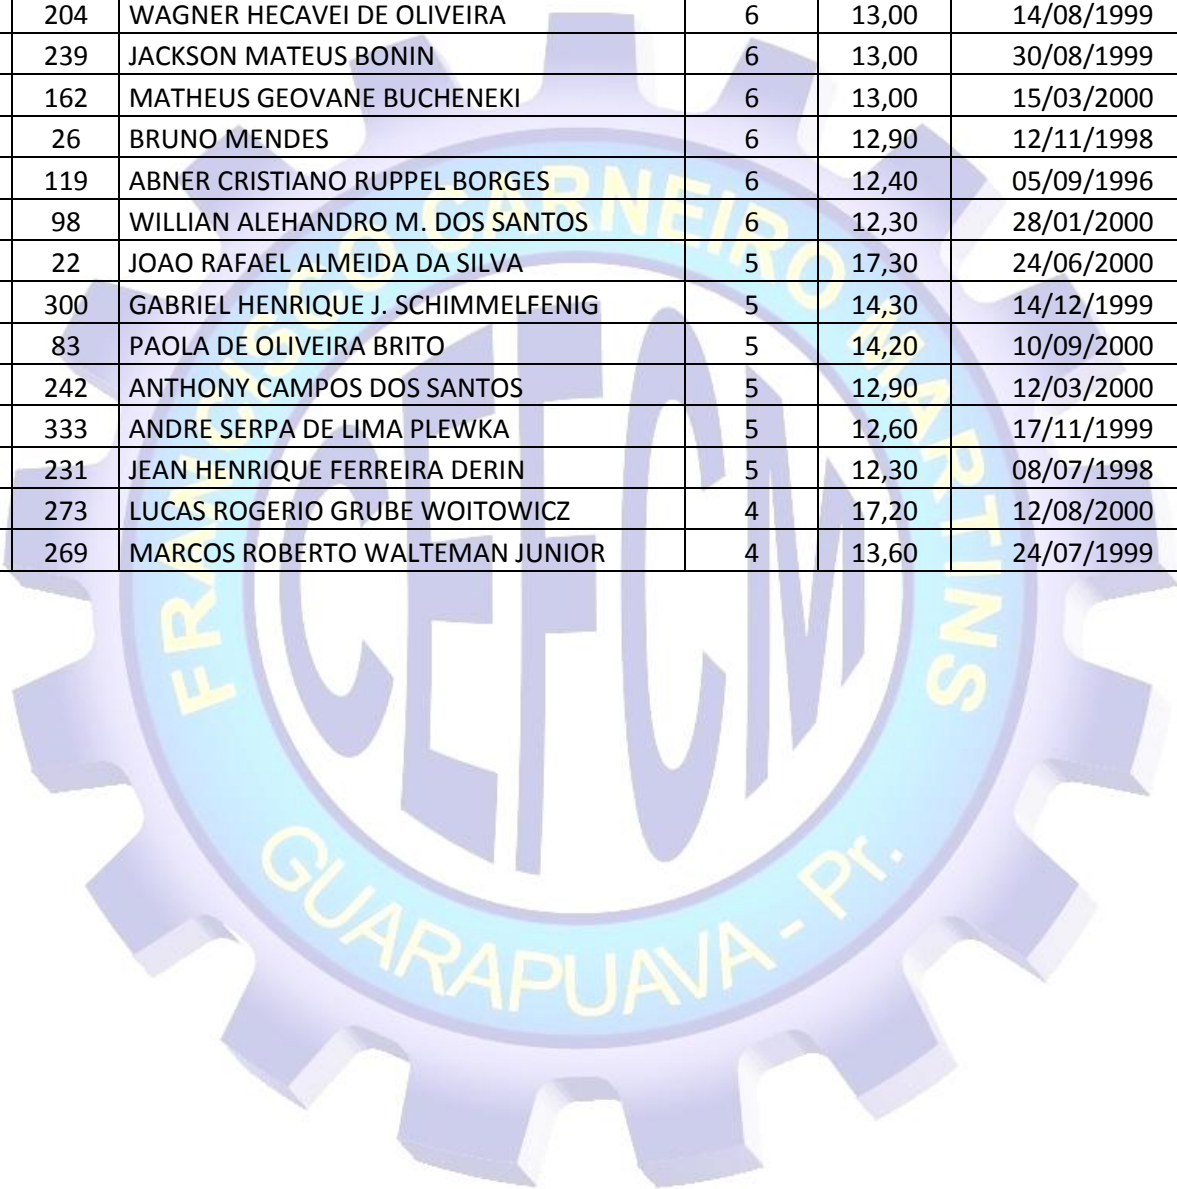 204 WAGNER HECAVEI DE OLIVEIRA 6 13,00 14/08/1999
239 JACKSON MATEUS BONIN 6 13,00 30/08/1999
162 MATHEUS GEOVANE BUCHENEKI 6 13,00 15/03/2000
26 BRUNO MENDES 6 12,90 12/11/1998
119 ABNER CRISTIANO RUPPEL BORGES 6 12,40 05/09/1996
98 WILLIAN ALEHANDRO M. DOS SANTOS 6 12,30 28/01/2000
22 JOAO RAFAEL ALMEIDA DA SILVA 5 17,30 24/06/2000
300 GABRIEL HENRIQUE J. SCHIMMELFENIG 5 14,30 14/12/1999
83 PAOLA DE OLIVEIRA BRITO 5 14,20 10/09/2000
242 ANTHONY CAMPOS DOS SANTOS 5 12,90 12/03/2000
333 ANDRE SERPA DE LIMA PLEWKA 5 12,60 17/11/1999
231 JEAN HENRIQUE FERREIRA DERIN 5 12,30 08/07/1998
273 LUCAS ROGERIO GRUBE WOITOWICZ 4 17,20 12/08/2000
269 MARCOS ROBERTO WALTEMAN JUNIOR 4 13,60 24/07/1999
FRANCISCO CARNEIRO MARTINS
CEFCM
GUARAPUAVA - Pr.